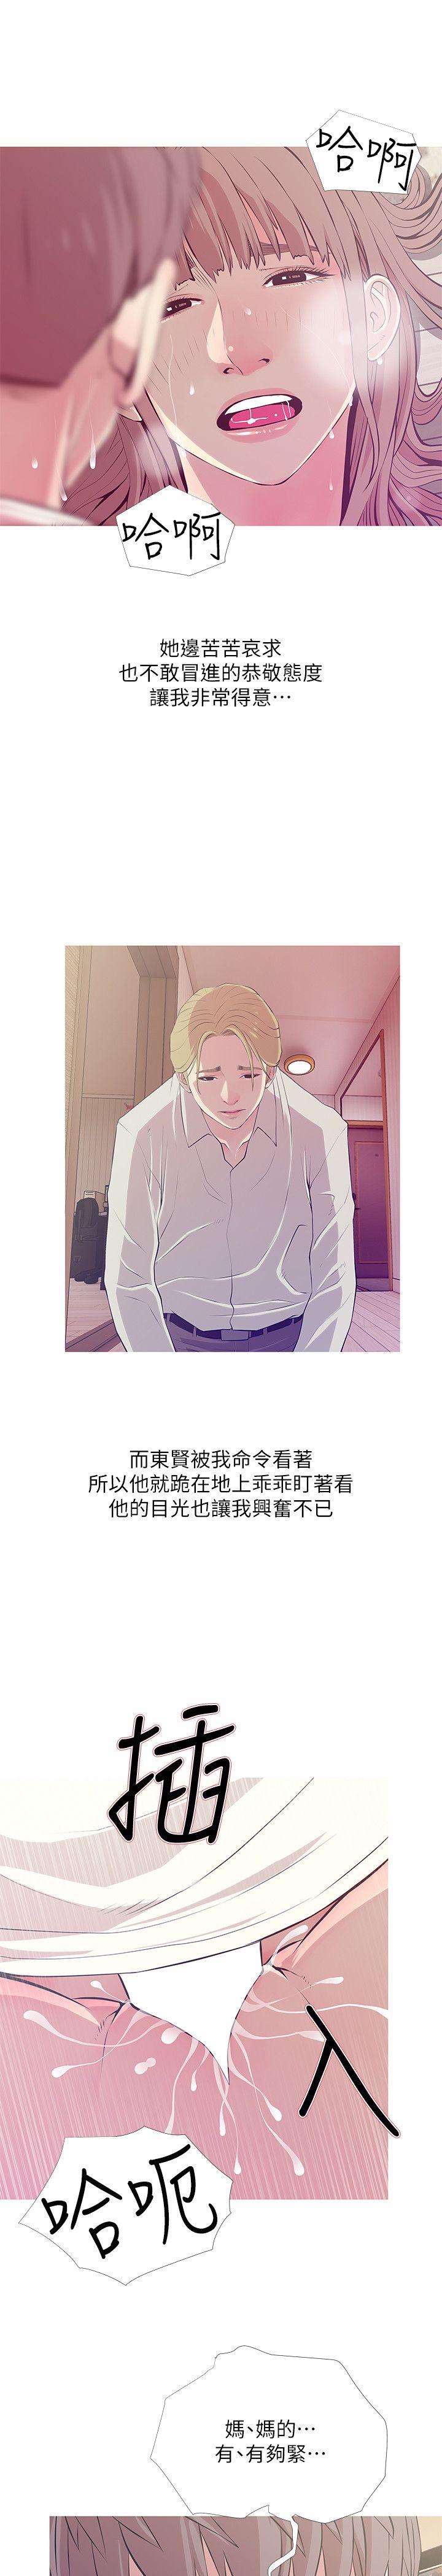 哈啊
哈啊
她邊苦苦哀求
也不敢冒進的恭敬態度
讓我非常得意⋯
而東賢被我命令看著
所以他就跪在地上乖乖盯著看
他的目光也讓我興奮不已
插
入
哈呃
媽、媽的⋯
有、有夠緊⋯